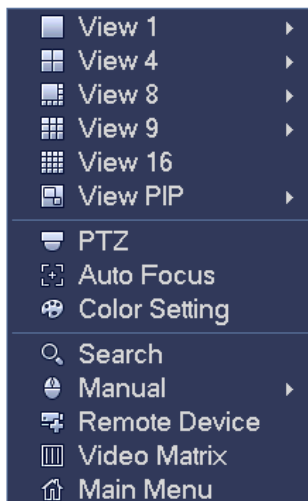 View 1
View 4
View 8
View 9
View 16
View PIP
PTZ
Auto Focus
Color Setting
Search
Manual
Remote Device
Video Matrix
Main Menu